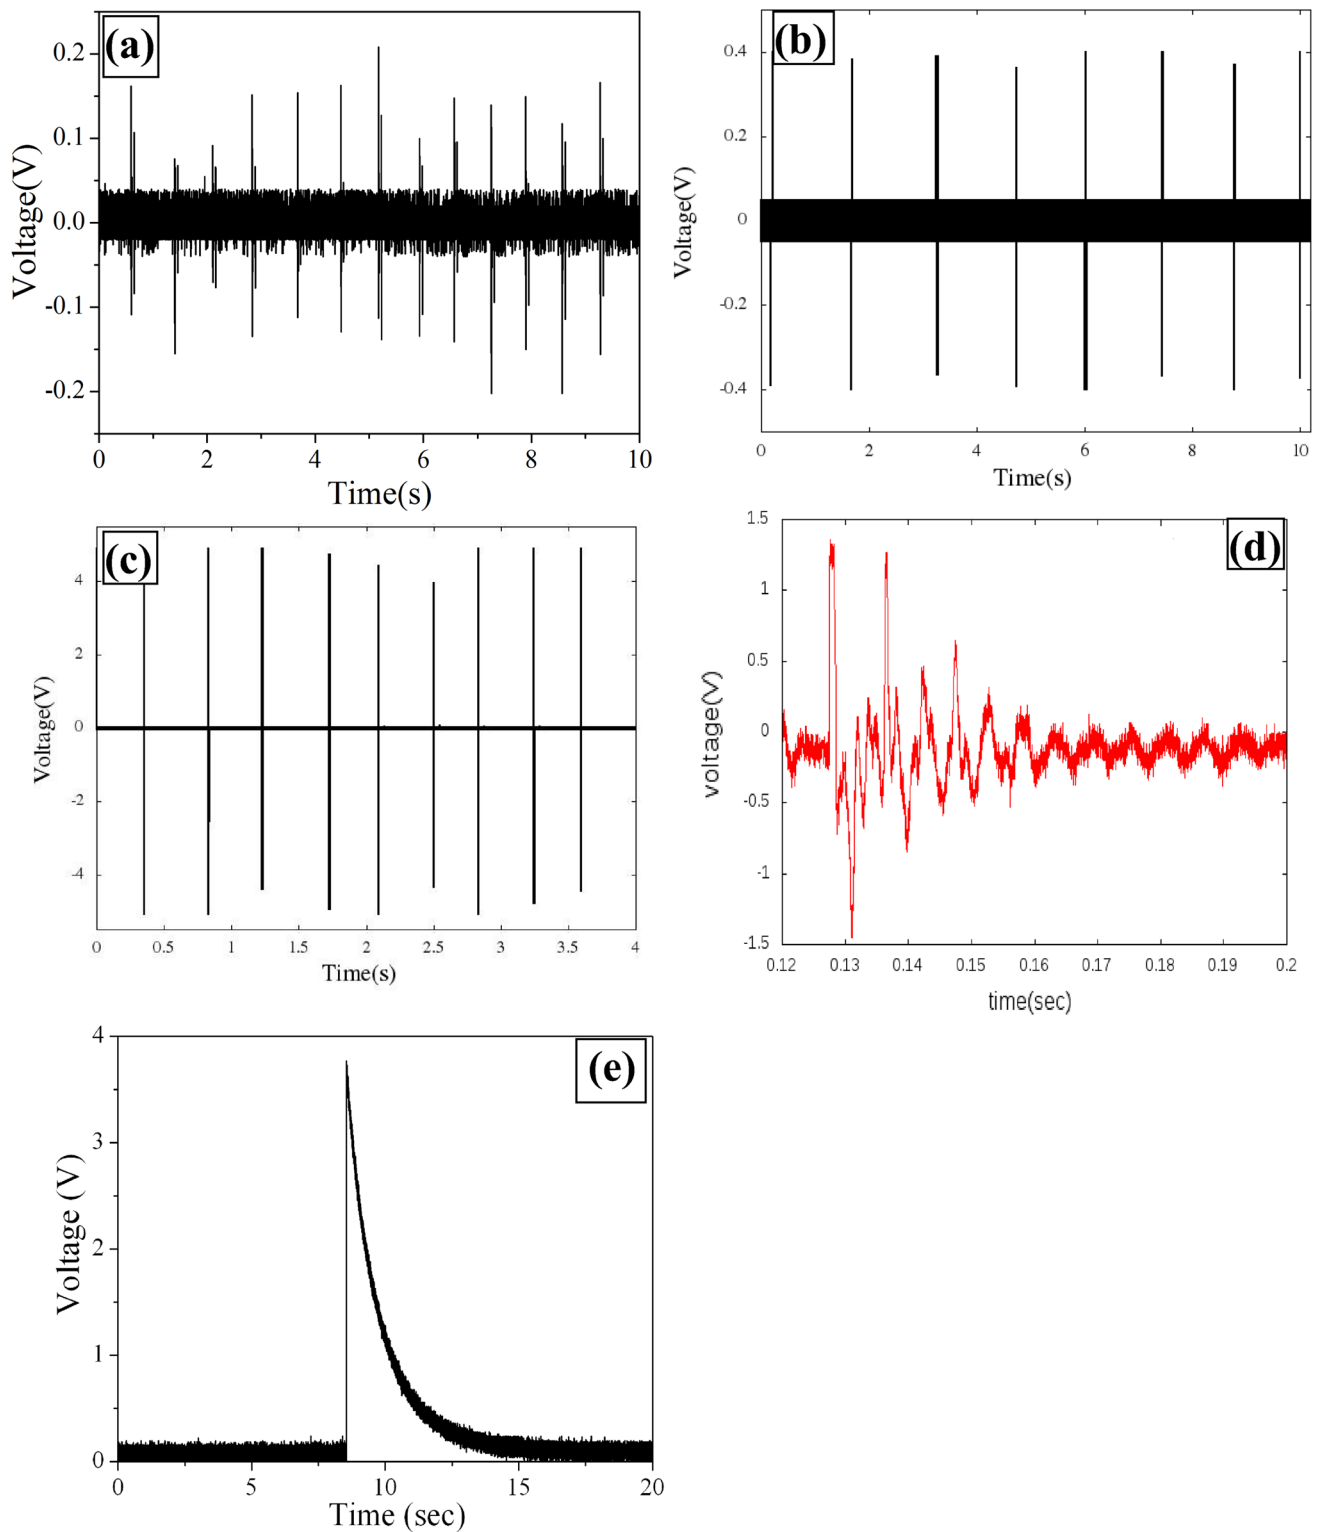 (a)
0.2
0.1
0.0
-0.1
-0.2
Voltage(V)
0 2 4 6 8 10
Time(s)
(b)
0.4
0.2
0
-0.2
-0.4
Voltage(V)
0 2 4 6 8 10
Time(s)
(c)
4
2
0
-2
-4
Voltage(V)
0 0.5 1 1.5 2 2.5 3 3.5 4
Time(s)
(d)
1.5
1
0.5
0
-0.5
-1
-1.5
voltage(V)
0.12 0.13 0.14 0.15 0.16 0.17 0.18 0.19 0.2
time(sec)
(e)
4
3
2
1
0
Voltage (V)
0 5 10 15 20
Time (sec)